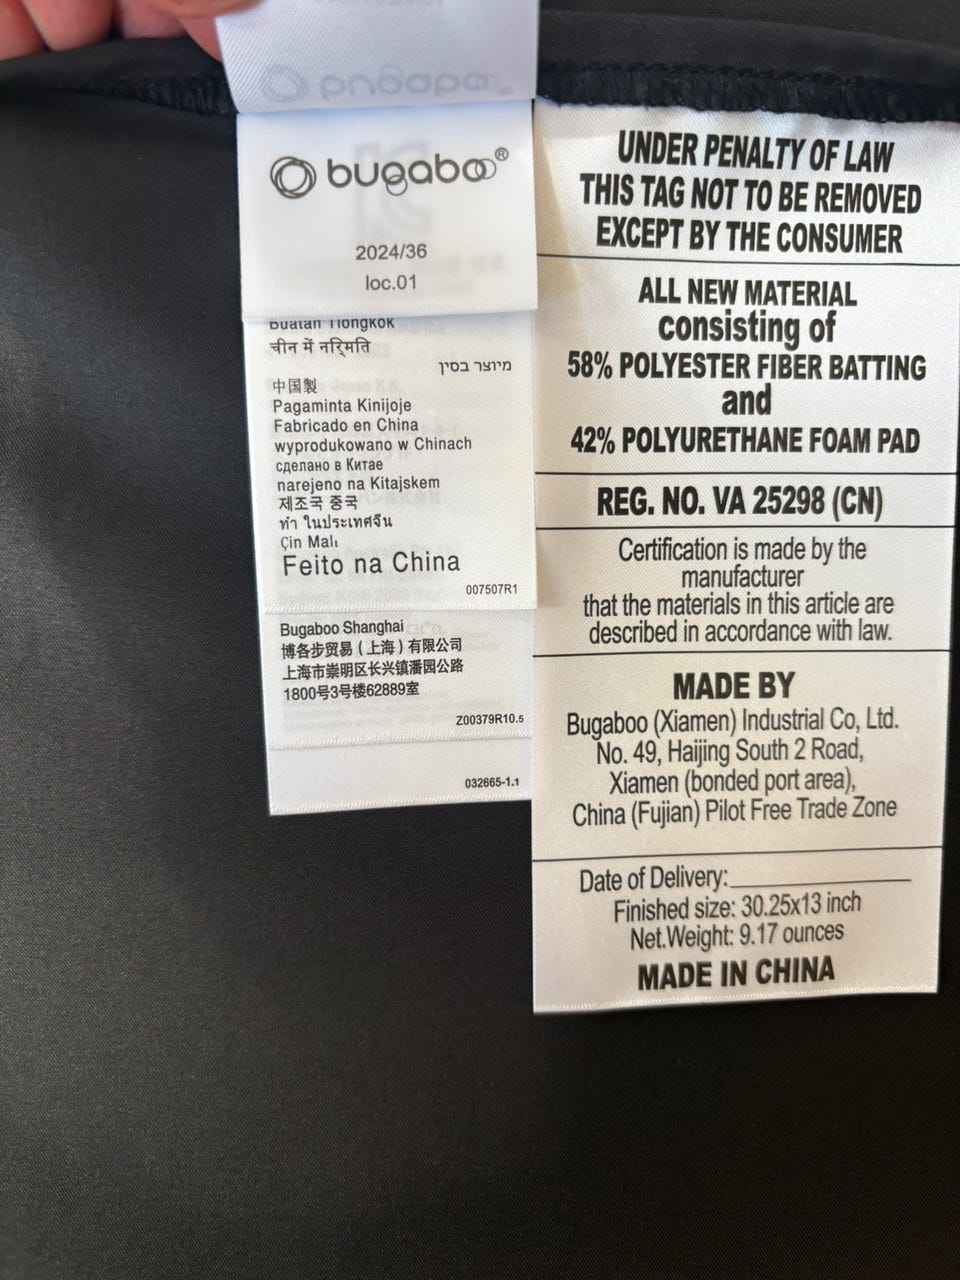 bugaboo®
2024/36
loc.01
Buatan Tiongkok
चीन में नर्िमति
מיוצר בסין
中国製
Pagaminta Kinijoje
Fabricado en China
wyprodukowano w Chinach
сделано в Китае
narejeno na Kitajskem
제조국 중국
ทำ ในประเทศจีน
Çin Malı
Feito na China
007507R1
Bugaboo Shanghai
博各步贸易（上海）有限公司
上海市崇明区长兴镇潘园公路
1800号3号楼62889室
Z00379R10.5
032665-1.1
UNDER PENALTY OF LAW
THIS TAG NOT TO BE REMOVED
EXCEPT BY THE CONSUMER
ALL NEW MATERIAL
consisting of
58% POLYESTER FIBER BATTING
and
42% POLYURETHANE FOAM PAD
REG. NO. VA 25298 (CN)
Certification is made by the
manufacturer
that the materials in this article are
described in accordance with law.
MADE BY
Bugaboo (Xiamen) Industrial Co, Ltd.
No. 49, Haijing South 2 Road,
Xiamen (bonded port area),
China (Fujian) Pilot Free Trade Zone
Date of Delivery:
Finished size: 30.25x13 inch
Net.Weight: 9.17 ounces
MADE IN CHINA